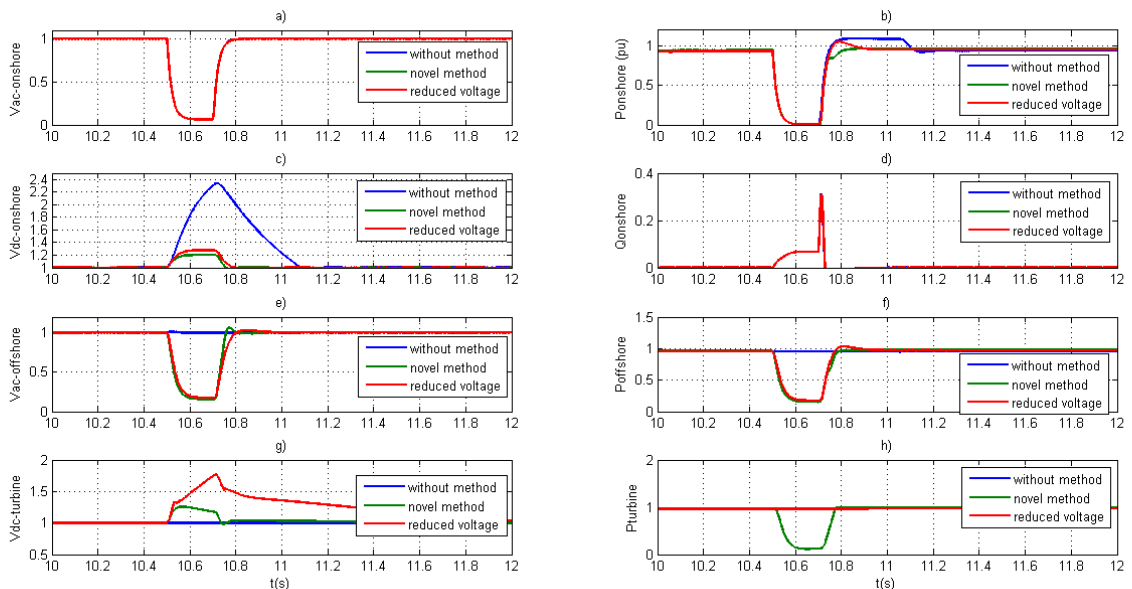 a)
Vac-onshore
1
0.5
0
without method
novel method
reduced voltage
10 10.2 10.4 10.6 10.8 11 11.2 11.4 11.6 11.8 12
b)
Ponshore (pu)
1
0.5
0
without method
novel method
reduced voltage
10 10.2 10.4 10.6 10.8 11 11.2 11.4 11.6 11.8 12
c)
Vdc-onshore
2.4
2.2
2
1.8
1.6
1.4
1.2
1
without method
novel method
reduced voltage
10 10.2 10.4 10.6 10.8 11 11.2 11.4 11.6 11.8 12
d)
Qonshore
0.4
0.2
0
without method
novel method
reduced voltage
10 10.2 10.4 10.6 10.8 11 11.2 11.4 11.6 11.8 12
e)
Vac-offshore
1
0.5
0
without method
novel method
reduced voltage
10 10.2 10.4 10.6 10.8 11 11.2 11.4 11.6 11.8 12
f)
Poffshore
1.5
1
0.5
0
without method
novel method
reduced voltage
10 10.2 10.4 10.6 10.8 11 11.2 11.4 11.6 11.8 12
g)
Vdc-turbine
2
1.5
1
0.5
without method
novel method
reduced voltage
10 10.2 10.4 10.6 10.8 11 11.2 11.4 11.6 11.8 12
t(s)
h)
Pturbine
2
1
0
without method
novel method
reduced voltage
10 10.2 10.4 10.6 10.8 11 11.2 11.4 11.6 11.8 12
t(s)